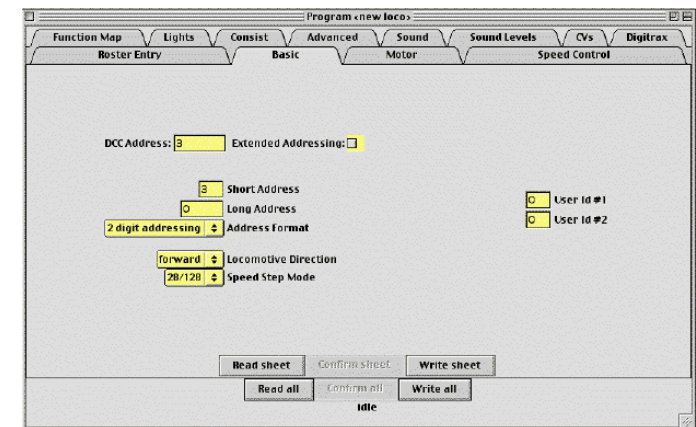 Program <new loco>
Function Map Lights Consist Advanced Sound Sound Levels CVs Digitrax
Roster Entry Basic Motor Speed Control
DCC Address: 3 Extended Addressing:
3 Short Address
0 Long Address
2 digit addressing Address Format
forward Locomotive Direction
28/128 Speed Step Mode
0 User Id #1
0 User Id #2
Read sheet Confirm sheet Write sheet
Read all Confirm all Write all
Idle